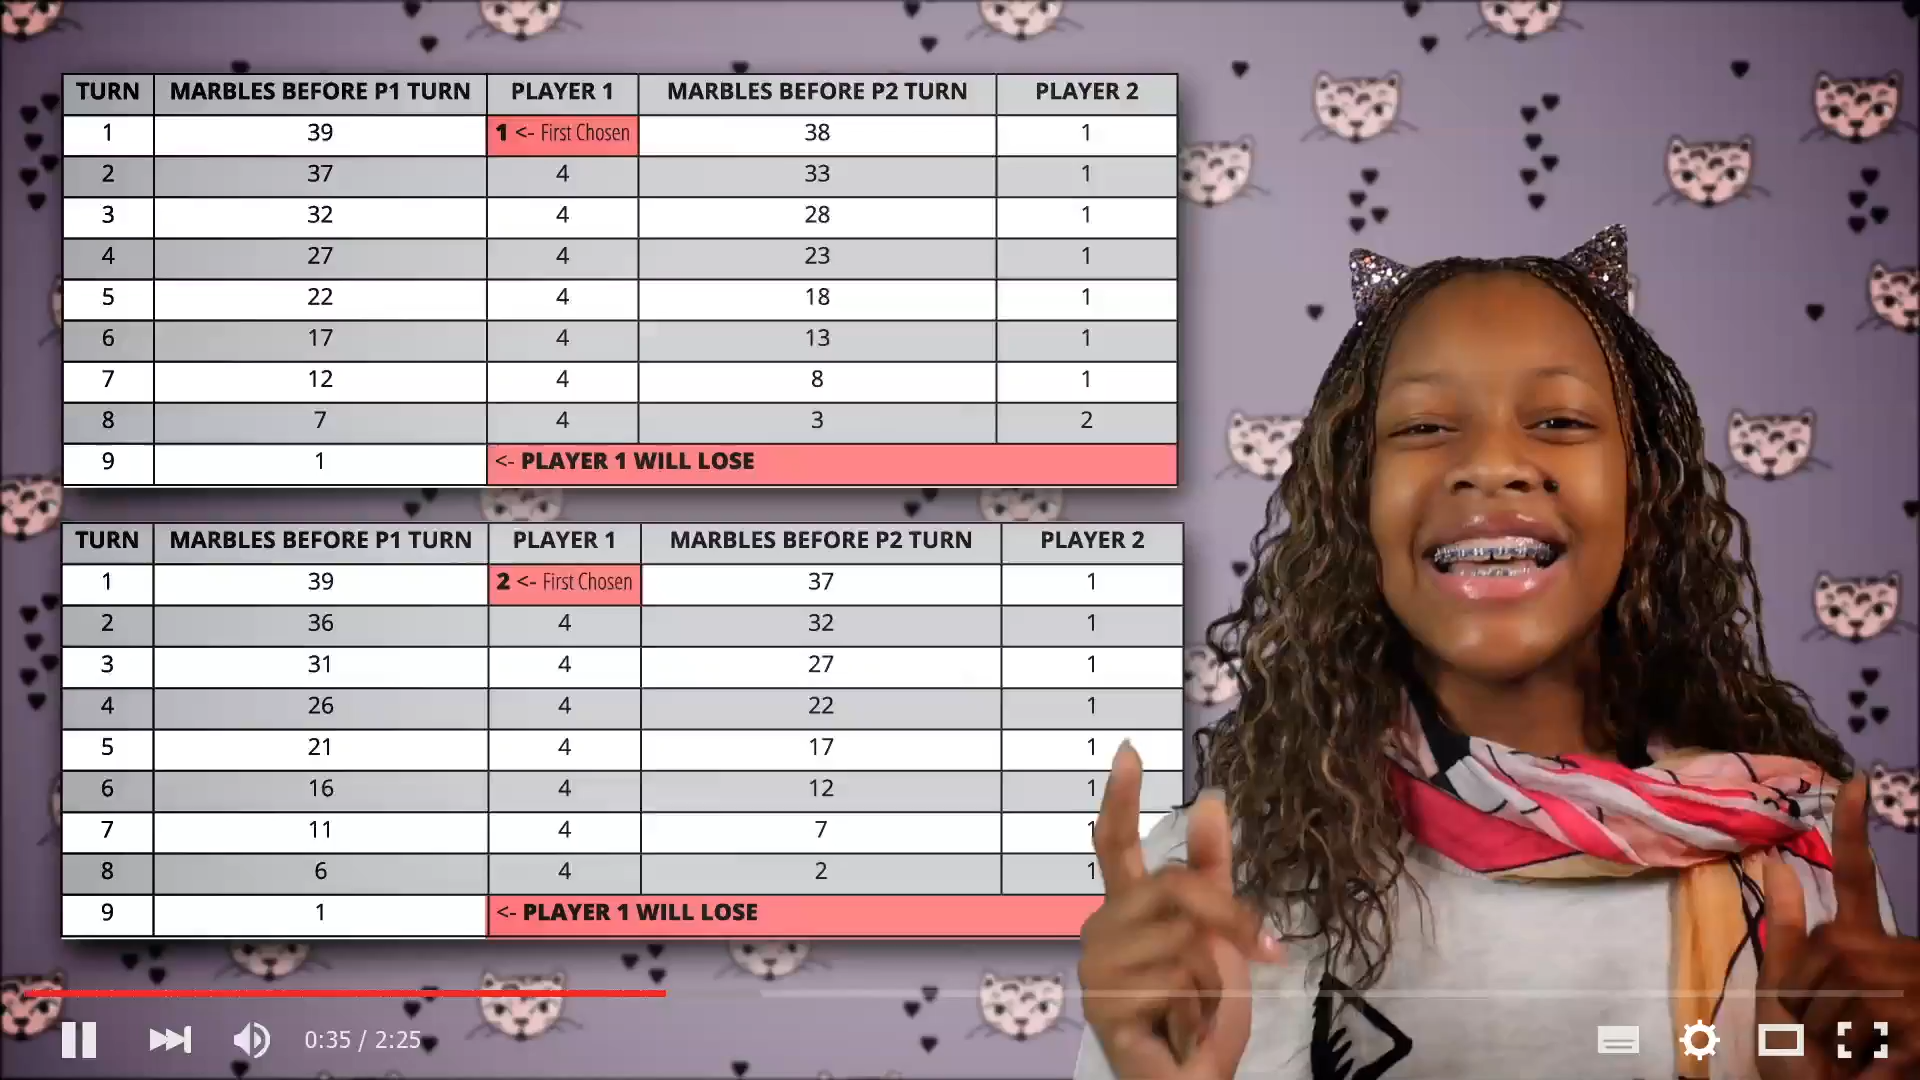 TURN MARBLES BEFORE P1 TURN PLAYER 1 MARBLES BEFORE P2 TURN PLAYER 2
1 39 1 <- First Chosen 38 1
2 37 4 33 1
3 32 4 28 1
4 27 4 23 1
5 22 4 18 1
6 17 4 13 1
7 12 4 8 1
8 7 4 3 2
9 1 <- PLAYER 1 WILL LOSE
TURN MARBLES BEFORE P1 TURN PLAYER 1 MARBLES BEFORE P2 TURN PLAYER 2
1 39 2 <- First Chosen 37 1
2 36 4 32 1
3 31 4 27 1
4 26 4 22 1
5 21 4 17 1
6 16 4 12 1
7 11 4 7 1
8 6 4 2 1
9 1 <- PLAYER 1 WILL LOSE
0:35 / 2:25